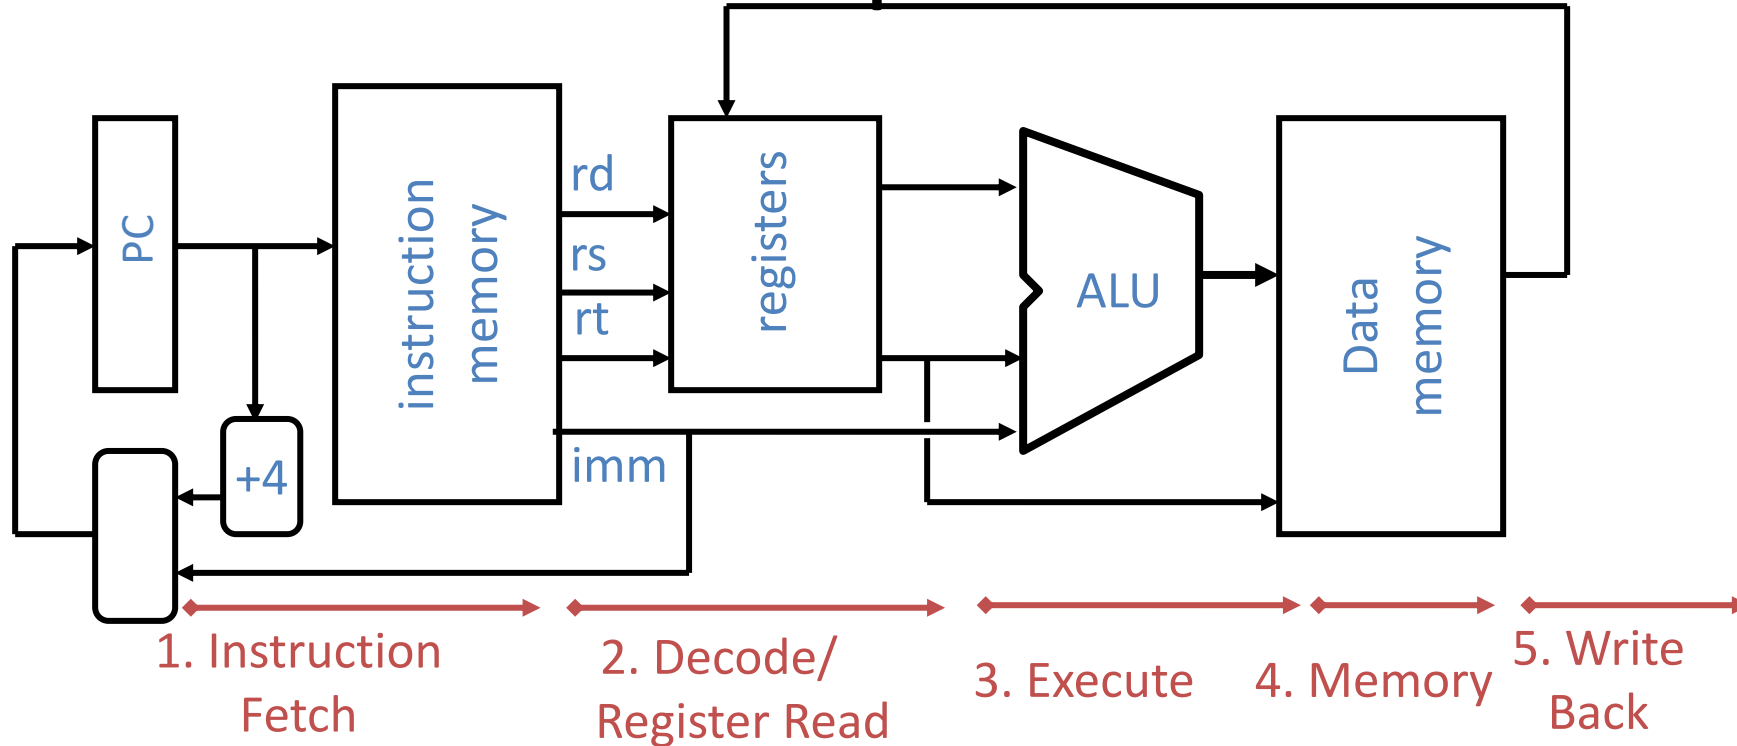 PC
+4
instruction
memory
rd
rs
rt
imm
registers
ALU
Data
memory
1. Instruction
Fetch
2. Decode/
Register Read
3. Execute
4. Memory
5. Write
Back